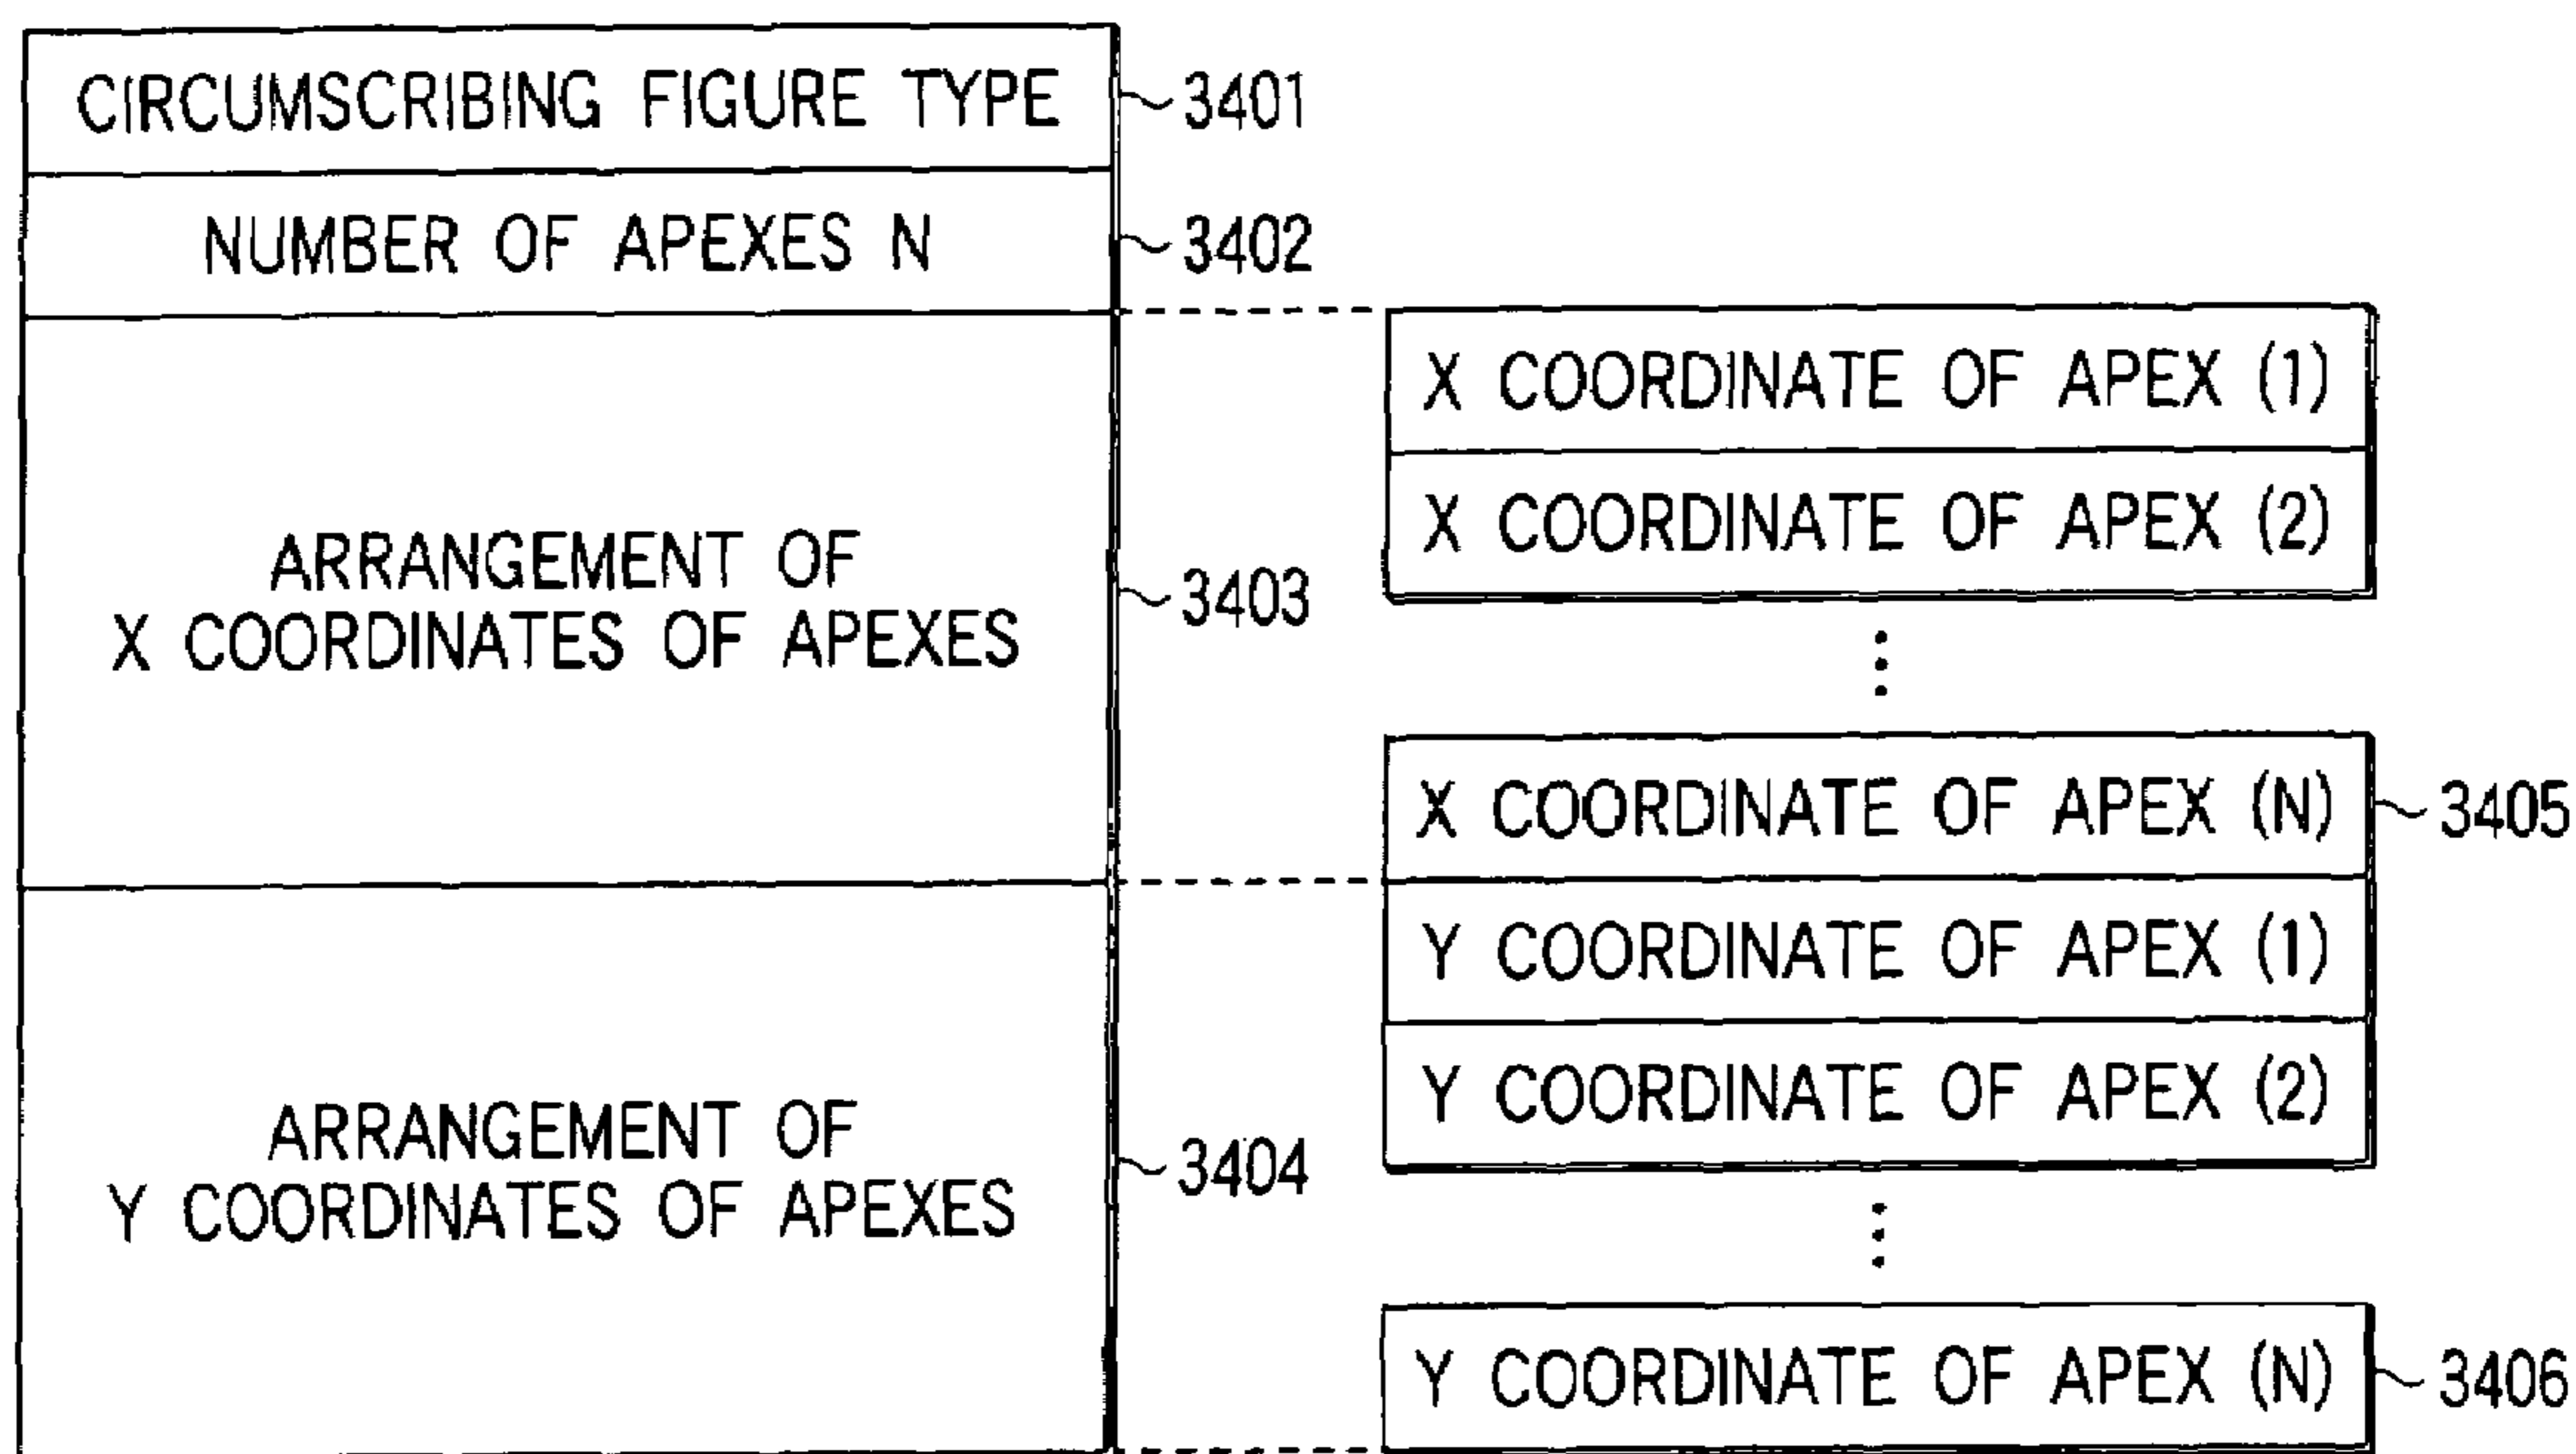 CIRCUMSCRIBING FIGURE TYPE
3401
NUMBER OF APEXES N
3402
ARRANGEMENT OF
X COORDINATES OF APEXES
3403
ARRANGEMENT OF
Y COORDINATES OF APEXES
3404
X COORDINATE OF APEX (1)
X COORDINATE OF APEX (2)
X COORDINATE OF APEX (N)
3405
Y COORDINATE OF APEX (1)
Y COORDINATE OF APEX (2)
Y COORDINATE OF APEX (N)
3406